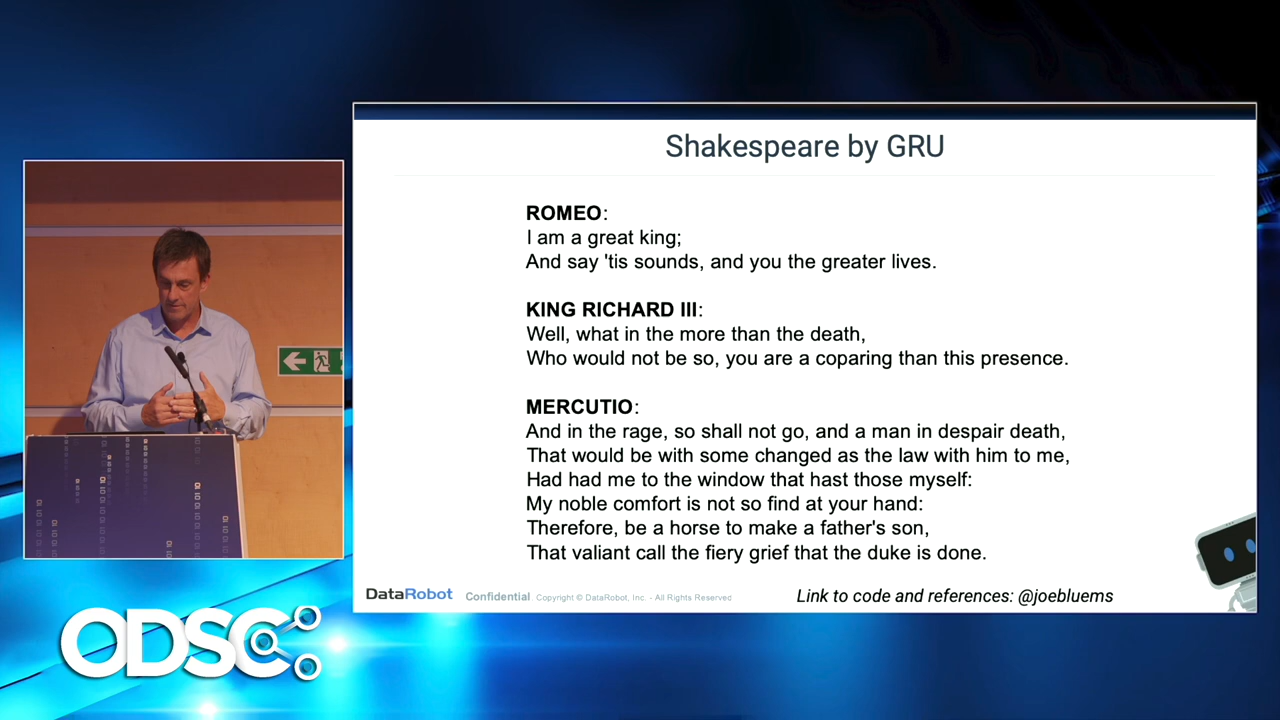 Shakespeare by GRU
ROMEO:
I am a great king;
And say 'tis sounds, and you the greater lives.
KING RICHARD III:
Well, what in the more than the death,
Who would not be so, you are a coparing than this presence.
MERCUTIO:
And in the rage, so shall not go, and a man in despair death,
That would be with some changed as the law with him to me,
Had had me to the window that hast those myself:
My noble comfort is not so find at your hand:
Therefore, be a horse to make a father's son,
That valiant call the fiery grief that the duke is done.
DataRobot Confidential Copyright © DataRobot, Inc. - All Rights Reserved
Link to code and references: @joebluems
ODSC